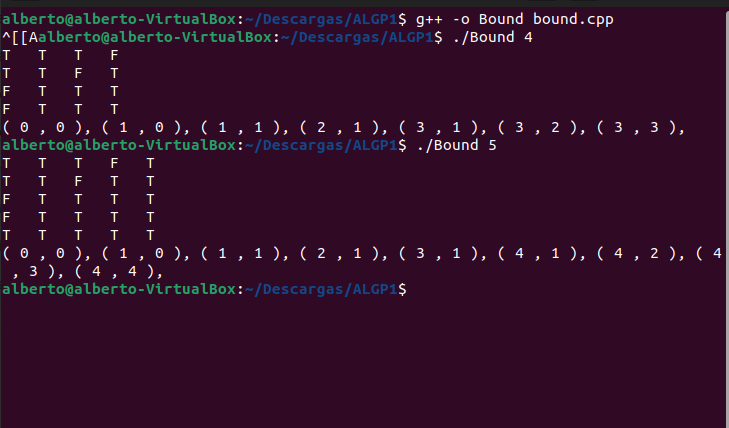 alberto@alberto-VirtualBox:~/Descargas/ALGP1$ g++ -o Bound bound.cpp
^[[Aalberto@alberto-VirtualBox:~/Descargas/ALGP1$ ./Bound 4
T   T   T   F
T   T   F   T
F   T   T   T
F   T   T   T
( 0 , 0 ), ( 1 , 0 ), ( 1 , 1 ), ( 2 , 1 ), ( 3 , 1 ), ( 3 , 2 ), ( 3 , 3 ),
alberto@alberto-VirtualBox:~/Descargas/ALGP1$ ./Bound 5
T   T   T   F   T
T   T   F   T   T
F   T   T   T   T
F   T   T   T   T
T   T   T   T   T
( 0 , 0 ), ( 1 , 0 ), ( 1 , 1 ), ( 2 , 1 ), ( 3 , 1 ), ( 4 , 1 ), ( 4 , 2 ), ( 4
 , 3 ), ( 4 , 4 ),
alberto@alberto-VirtualBox:~/Descargas/ALGP1$